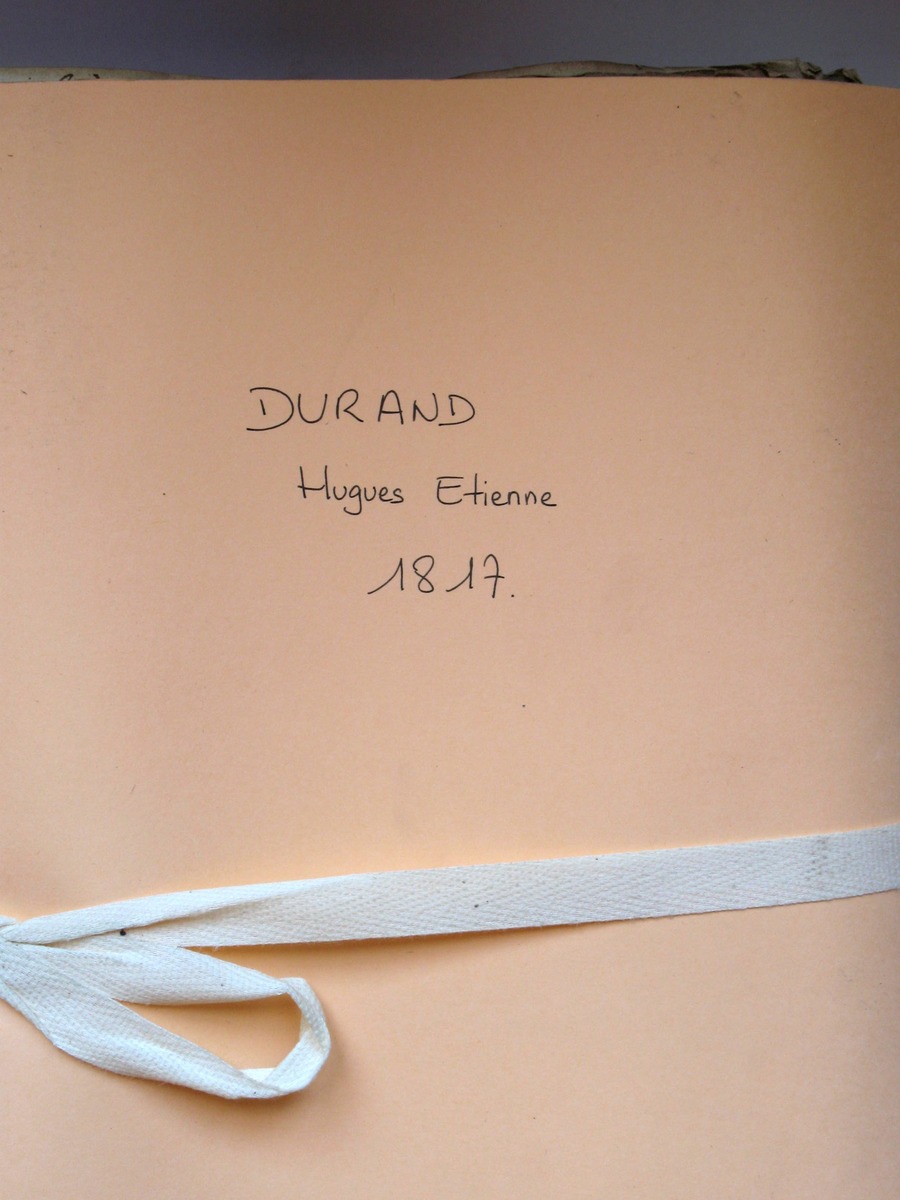 DURAND
Hugues Etienne
1817.